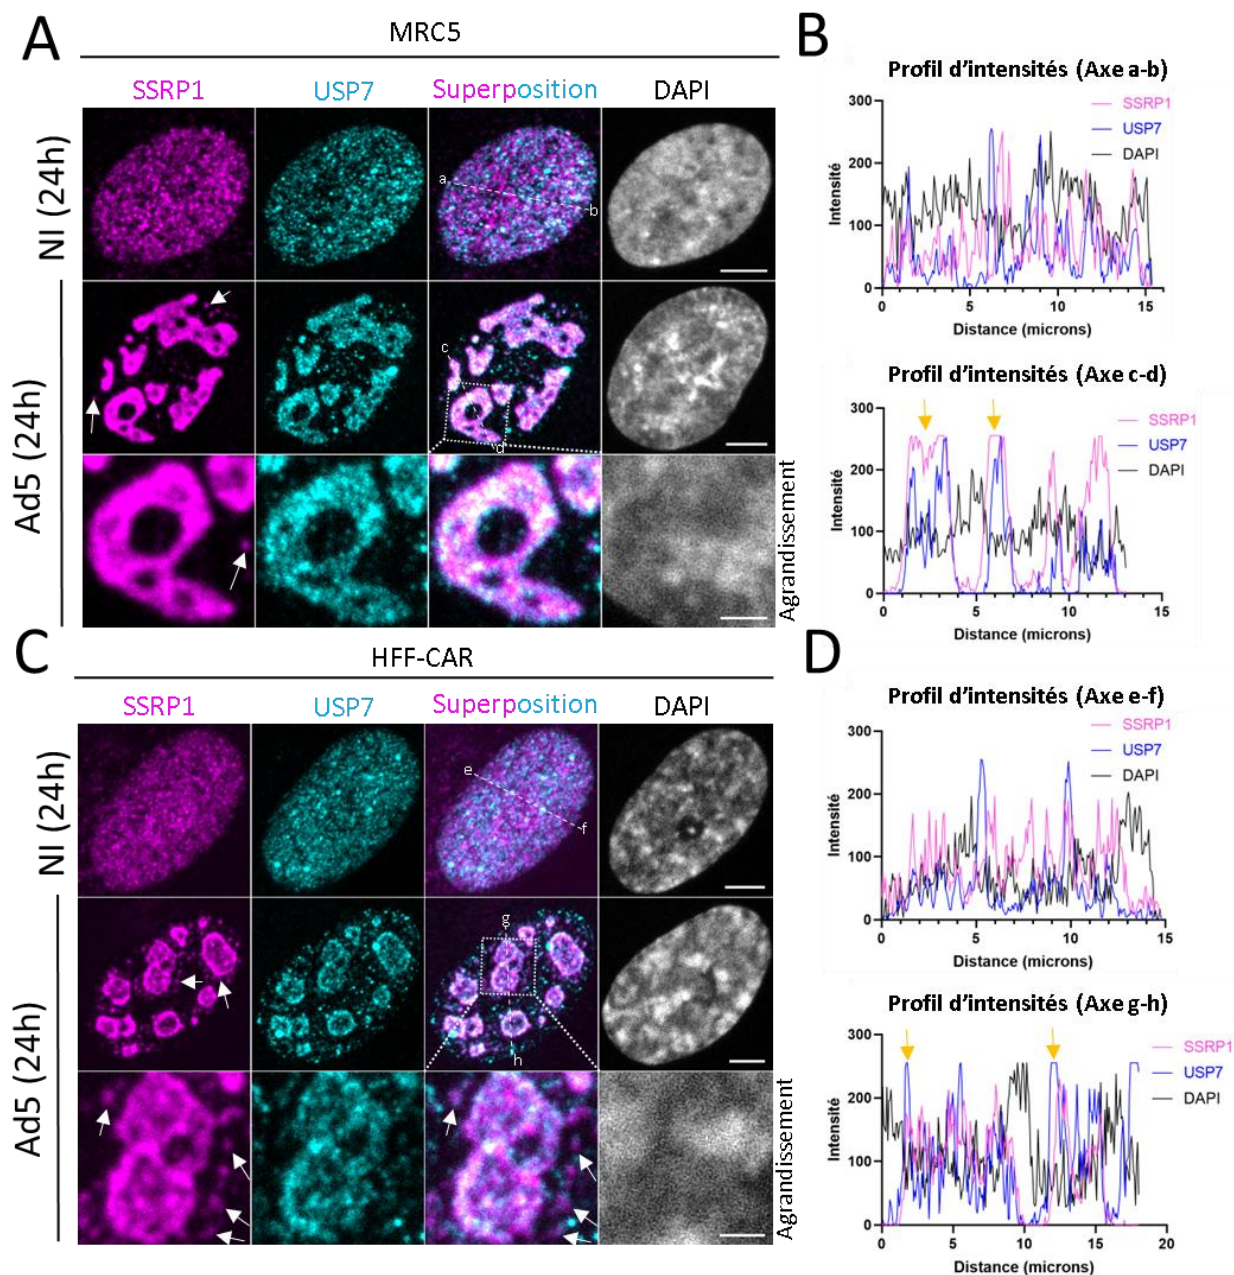 A
MRC5
SSRP1 USP7 Superposition DAPI
NI (24h)
a
b
Ad5 (24h)
c
d
Agrandissement
B
Profil d'intensités (Axe a-b)
SSRP1
USP7
DAPI
Intensité
300
200
100
0
0 5 10 15
Distance (microns)
Profil d'intensités (Axe c-d)
SSRP1
USP7
DAPI
Intensité
300
200
100
0
0 5 10 15
Distance (microns)
C
HFF-CAR
SSRP1 USP7 Superposition DAPI
NI (24h)
e
f
Ad5 (24h)
g
h
Agrandissement
D
Profil d'intensités (Axe e-f)
SSRP1
USP7
DAPI
Intensité
300
200
100
0
0 5 10 15
Distance (microns)
Profil d'intensités (Axe g-h)
SSRP1
USP7
DAPI
Intensité
300
200
100
0
0 5 10 15 20
Distance (microns)